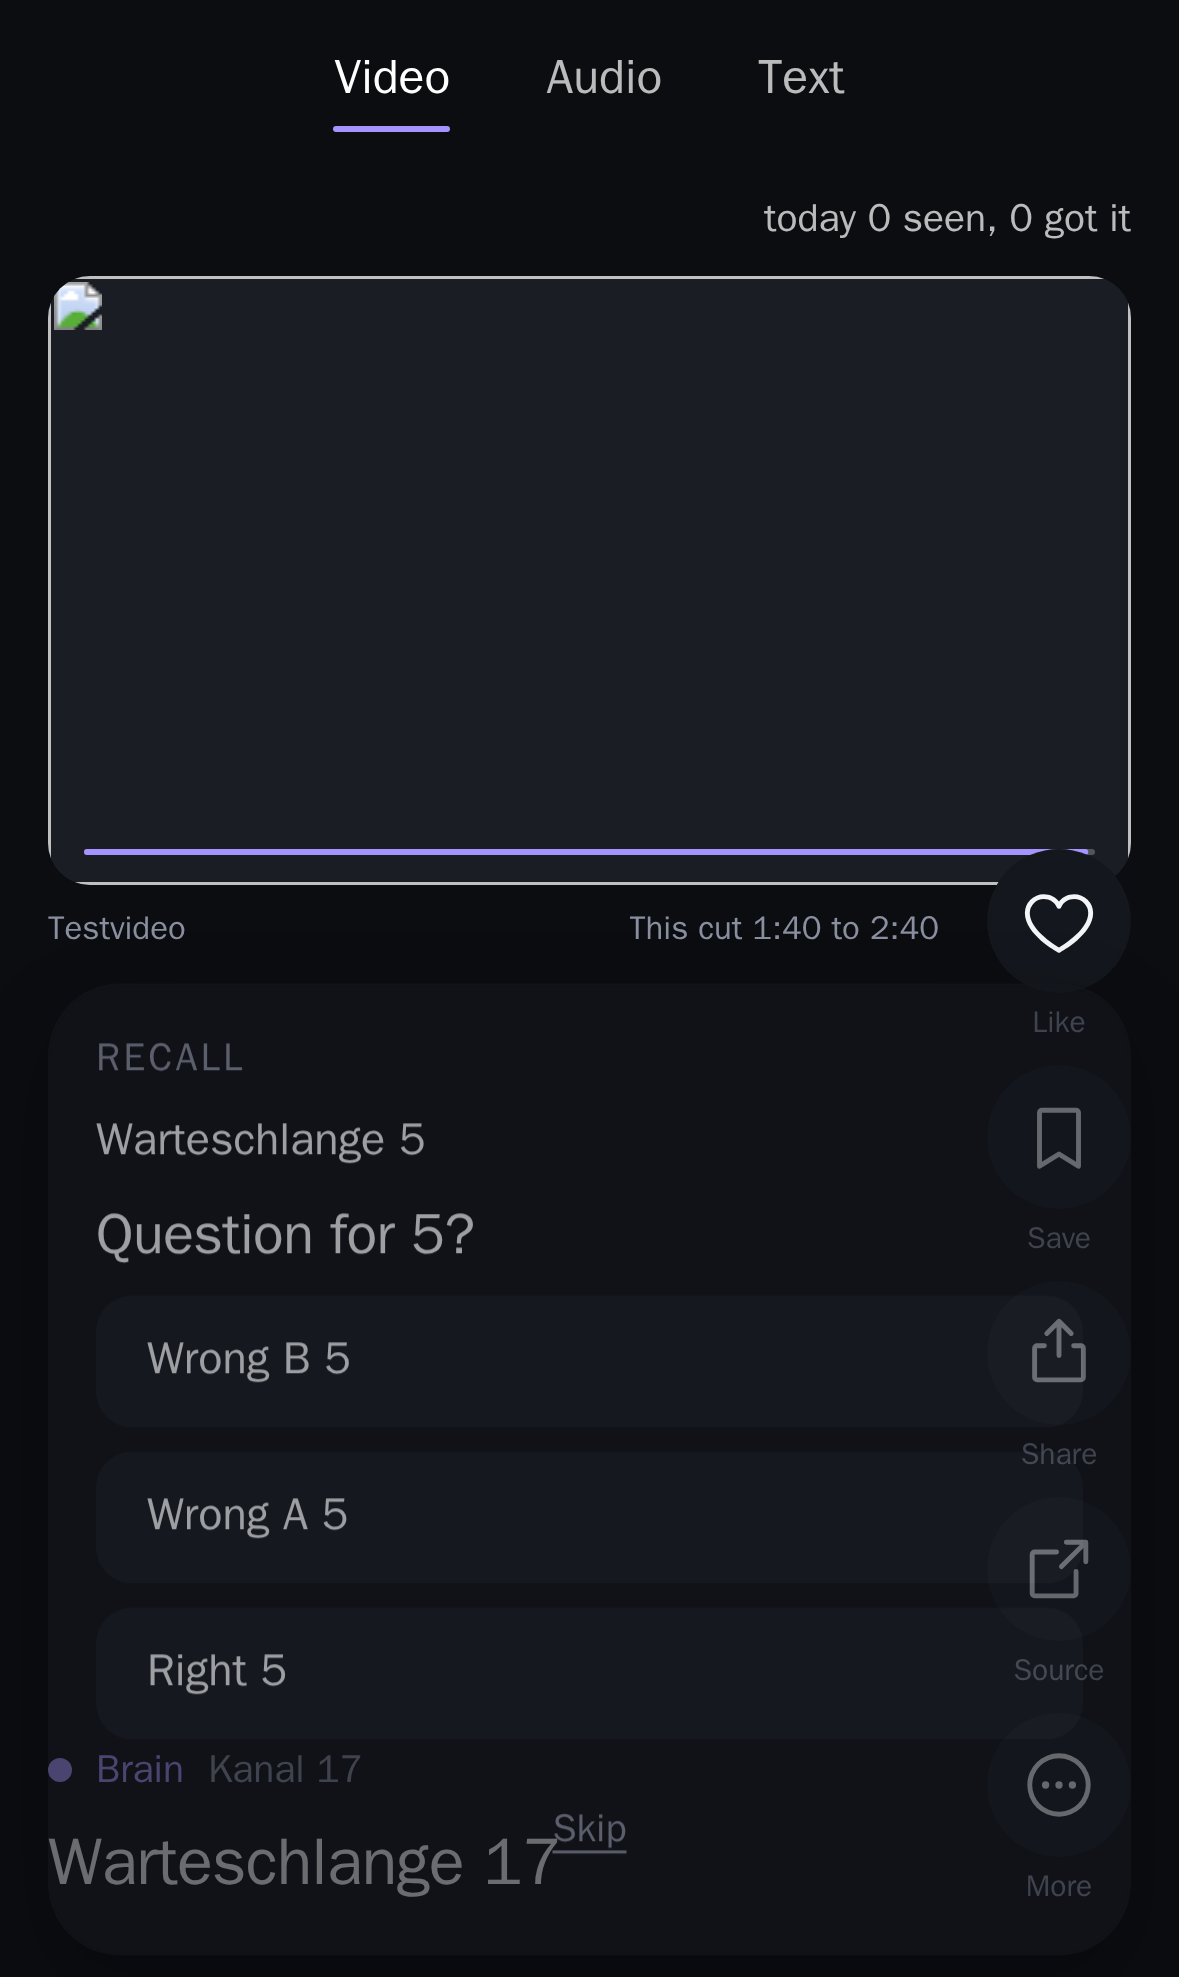 Video Audio Text
today 0 seen, 0 got it
Testvideo This cut 1:40 to 2:40
Like
RECALL
Warteschlange 5
Save
Question for 5?
Wrong B 5
Share
Wrong A 5
Source
Right 5
Brain Kanal 17
Skip
Warteschlange 17
More